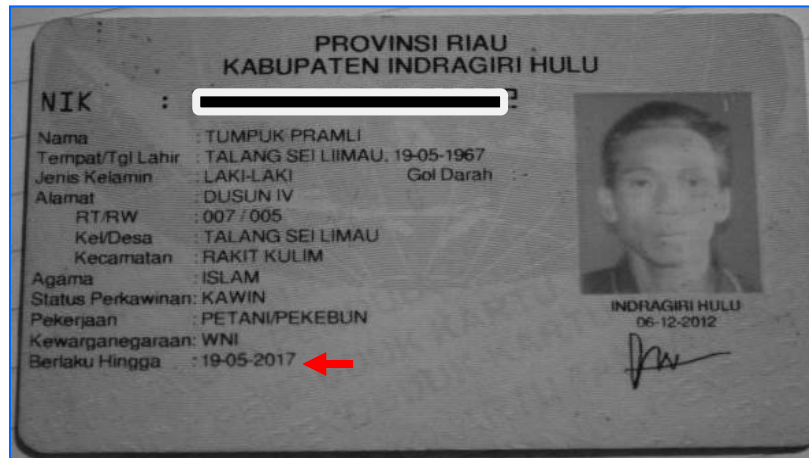 PROVINSI RIAU
KABUPATEN INDRAGIRI HULU
NIK :
Nama : TUMPUK PRAMLI
Tempat/Tgl Lahir : TALANG SEI LIIMAU, 19-05-1967
Jenis Kelamin : LAKI-LAKI Gol Darah : -
Alamat : DUSUN IV
RT/RW : 007 / 005
Kel/Desa : TALANG SEI LIMAU
Kecamatan : RAKIT KULIM
Agama : ISLAM
Status Perkawinan: KAWIN
Pekerjaan : PETANI/PEKEBUN
Kewarganegaraan: WNI
Berlaku Hingga : 19-05-2017
INDRAGIRI HULU
06-12-2012